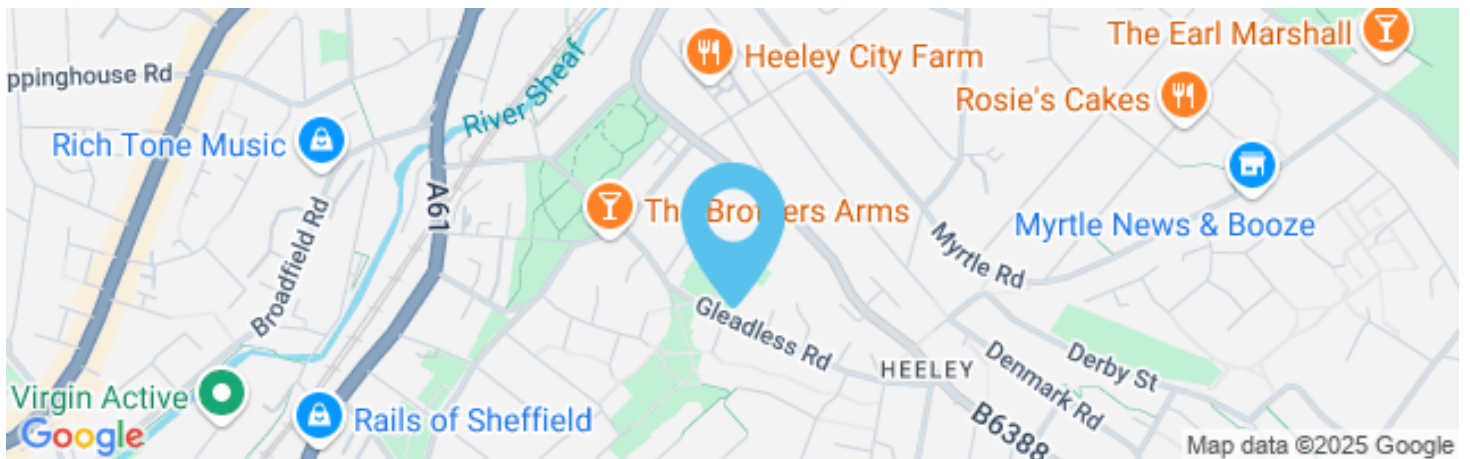 The Earl Marshall
Heeley City Farm
ppinghouse Rd
River Sheaf
Rosie's Cakes
Rich Tone Music
A61
The Brothers Arms
Broadfield Rd
Myrtle News & Booze
Myrtle Rd
Gleadless Rd
HEELEY
Derby St
Denmark Rd
Virgin Active
Rails of Sheffield
B6388
Google
Map data ©2025 Google